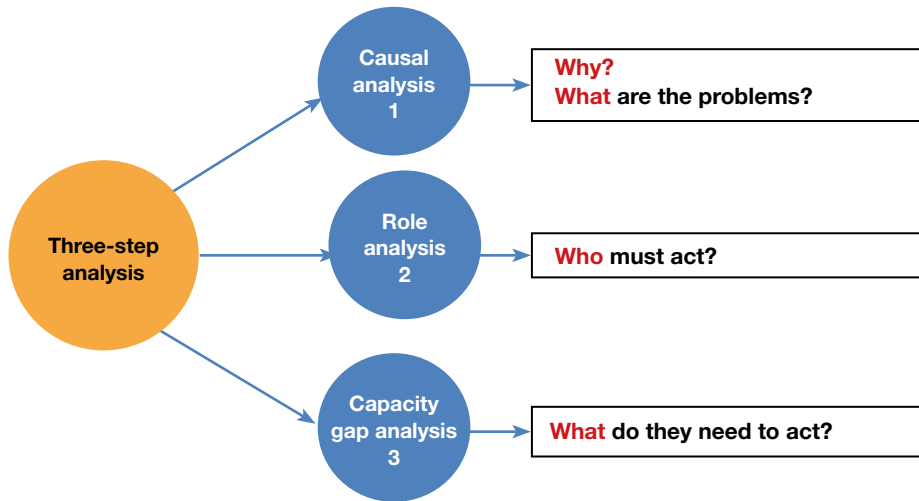 Three-step
analysis
Causal
analysis
1
Why?
What are the problems?
Role
analysis
2
Who must act?
Capacity
gap analysis
3
What do they need to act?